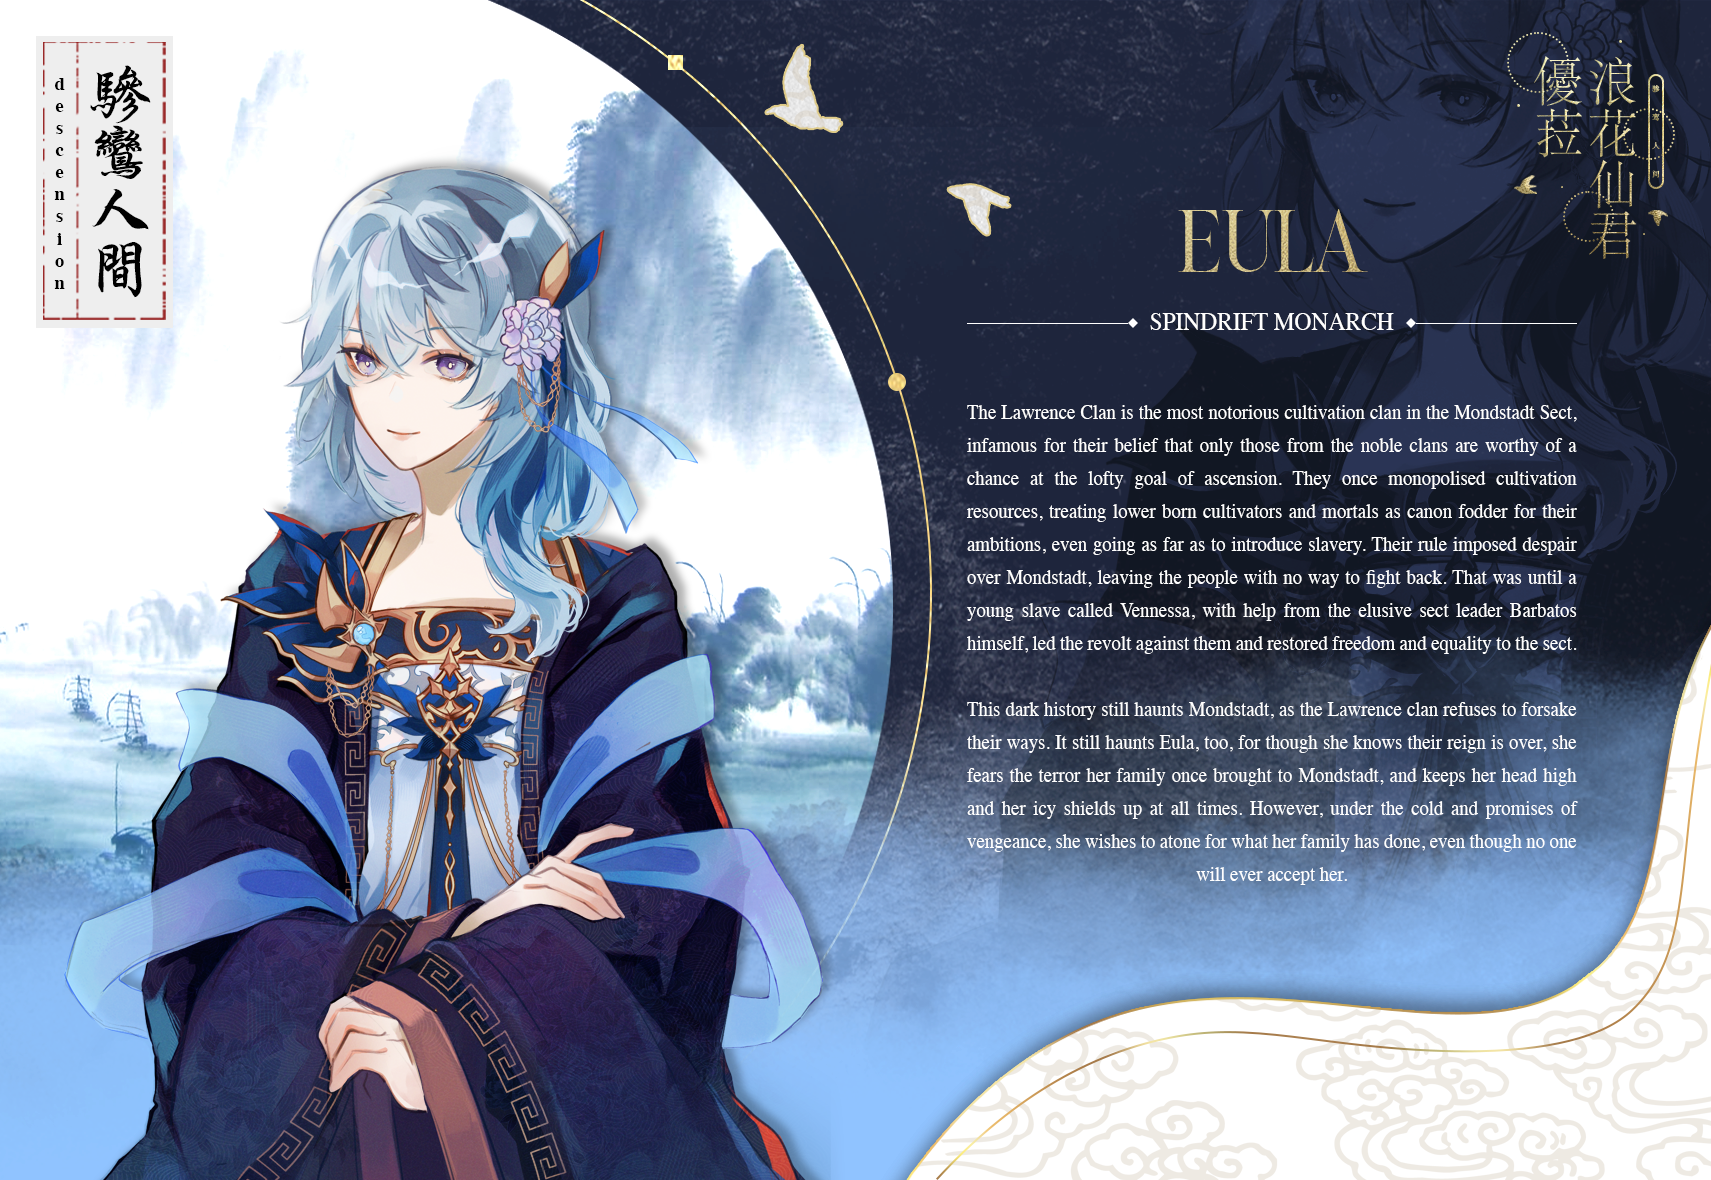 descension
驂鸞人間
浪花仙君
優菈
驂鸞人間
EULA
SPINDRIFT MONARCH
The Lawrence Clan is the most notorious cultivation clan in the Mondstadt Sect,
infamous for their belief that only those from the noble clans are worthy of a
chance at the lofty goal of ascension. They once monopolised cultivation
resources, treating lower born cultivators and mortals as canon fodder for their
ambitions, even going as far as to introduce slavery. Their rule imposed despair
over Mondstadt, leaving the people with no way to fight back. That was until a
young slave called Vennessa, with help from the elusive sect leader Barbatos
himself, led the revolt against them and restored freedom and equality to the sect.
This dark history still haunts Mondstadt, as the Lawrence clan refuses to forsake
their ways. It still haunts Eula, too, for though she knows their reign is over, she
fears the terror her family once brought to Mondstadt, and keeps her head high
and her icy shields up at all times. However, under the cold and promises of
vengeance, she wishes to atone for what her family has done, even though no one
will ever accept her.